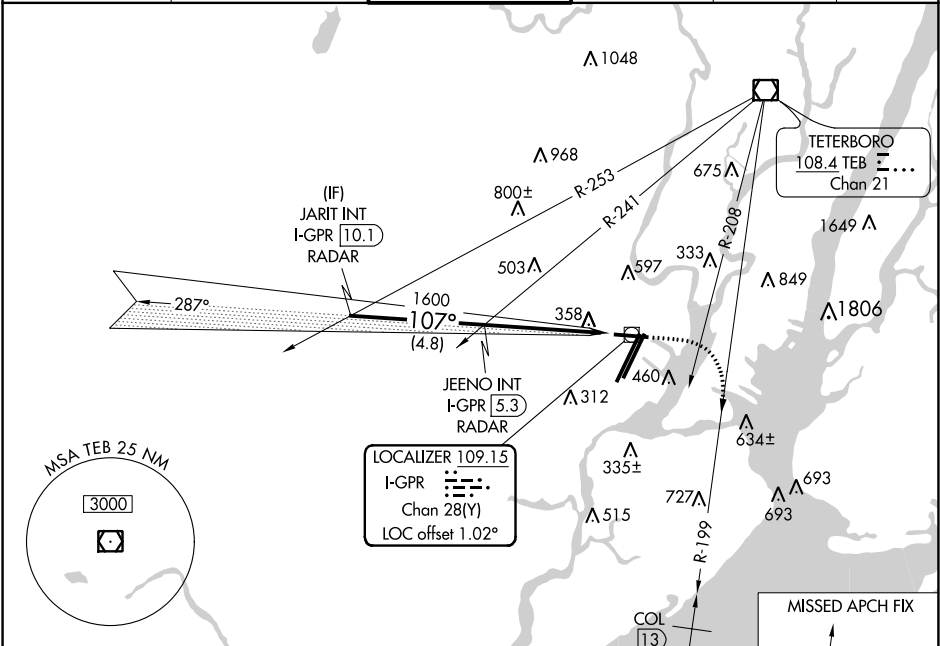 1048
TETERBORO
108.4 TEB
Chan 21
968
675
R-253
800±
R-241
R-208
(IF)
JARIT INT
I-GPR 10.1
RADAR
1649
503
597
333
849
287°
1600
107°
(4.8)
358
1806
JEENO INT
I-GPR 5.3
RADAR
460
312
634±
LOCALIZER 109.15
I-GPR
Chan 28(Y)
LOC offset 1.02°
335±
MSA TEB 25 NM
3000
515
727
693
693
R-199
COL
13
MISSED APCH FIX